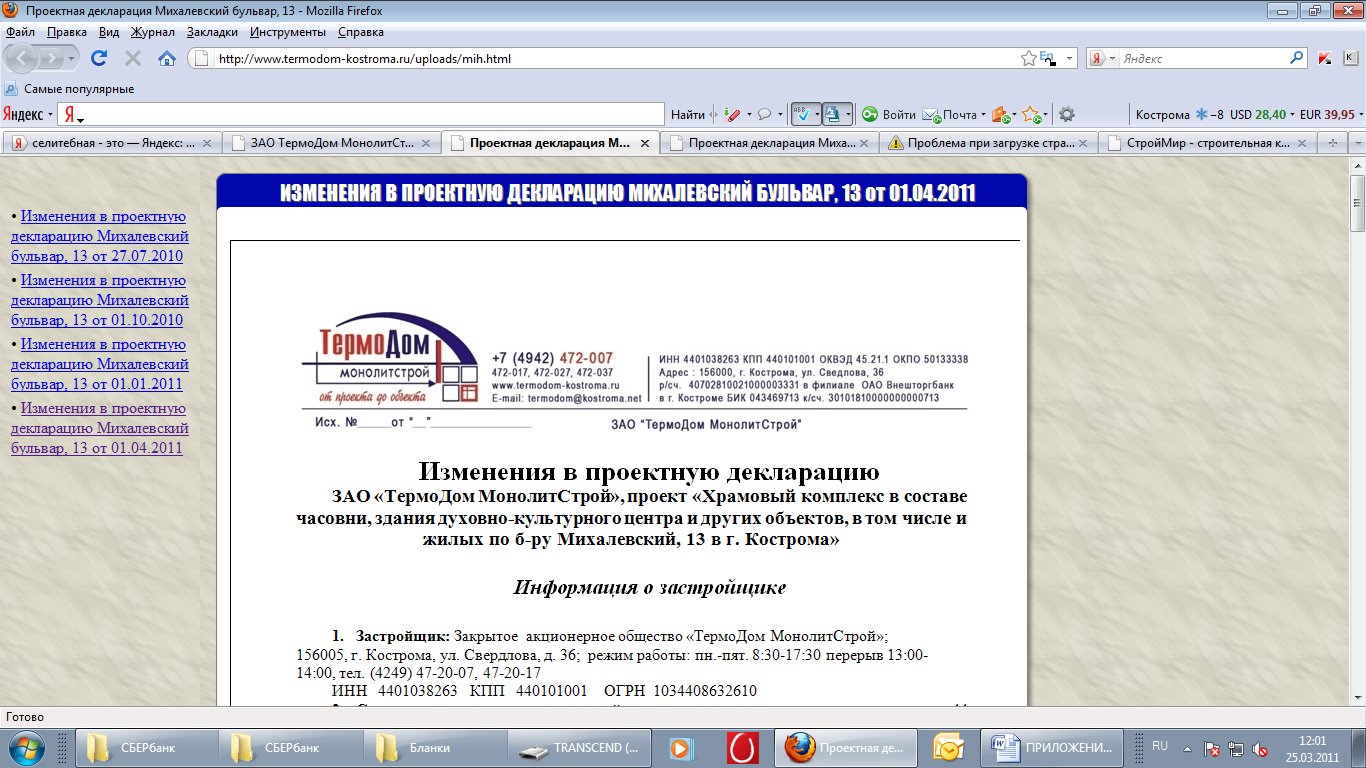 Проектная декларация Михалевский бульвар, 13 - Mozilla Firefox
Файл Правка Вид Журнал Закладки Инструменты Справка
http://www.termodom-kostroma.ru/uploads/mih.html
Яндекс
Самые популярные
Яндекс Я Найти Войти Почта Кострома −8 USD 28,40 EUR 39,95
селитебная - это — Яндекс: ...
ЗАО ТермоДом МонолитСт...
Проектная декларация М...
Проектная декларация Миха...
Проблема при загрузке стра...
СтройМир - строительная к...
• Изменения в проектную
декларацию Михалевский
бульвар, 13 от 27.07.2010
• Изменения в проектную
декларацию Михалевский
бульвар, 13 от 01.10.2010
• Изменения в проектную
декларацию Михалевский
бульвар, 13 от 01.01.2011
• Изменения в проектную
декларацию Михалевский
бульвар, 13 от 01.04.2011
ИЗМЕНЕНИЯ В ПРОЕКТНУЮ ДЕКЛАРАЦИЮ МИХАЛЕВСКИЙ БУЛЬВАР, 13 от 01.04.2011
ТермоДом
МОНОЛИТСТРОЙ
от проекта до объекта
+7 (4942) 472-007
472-017, 472-027, 472-037
www.termodom-kostroma.ru
E-mail: termodom@kostroma.net
ИНН 4401038263 КПП 440101001 ОКВЭД 45.21.1 ОКПО 50133338
Адрес : 156000, г. Кострома, ул. Сведлова, 36
р/сч. 40702810021000003331 в филиале ОАО Внешторгбанк
в г. Костроме БИК 043469713 к/сч. 30101810000000000713
Исх. №_____от “__”______________
ЗАО “ТермоДом МонолитСтрой”
Изменения в проектную декларацию
ЗАО «ТермоДом МонолитСтрой», проект «Храмовый комплекс в составе
часовни, здания духовно-культурного центра и других объектов, в том числе и
жилых по б-ру Михалевский, 13 в г. Кострома»
Информация о застройщике
1. Застройщик: Закрытое акционерное общество «ТермоДом МонолитСтрой»;
156005, г. Кострома, ул. Свердлова, д. 36; режим работы: пн.-пят. 8:30-17:30 перерыв 13:00-
14:00, тел. (4249) 47-20-07, 47-20-17
ИНН 4401038263 КПП 440101001 ОГРН 1034408632610
Готово
СБЕРбанк
СБЕРбанк
Бланки
TRANSCEND (...
Проектная де...
ПРИЛОЖЕНИ...
RU
12:01
25.03.2011